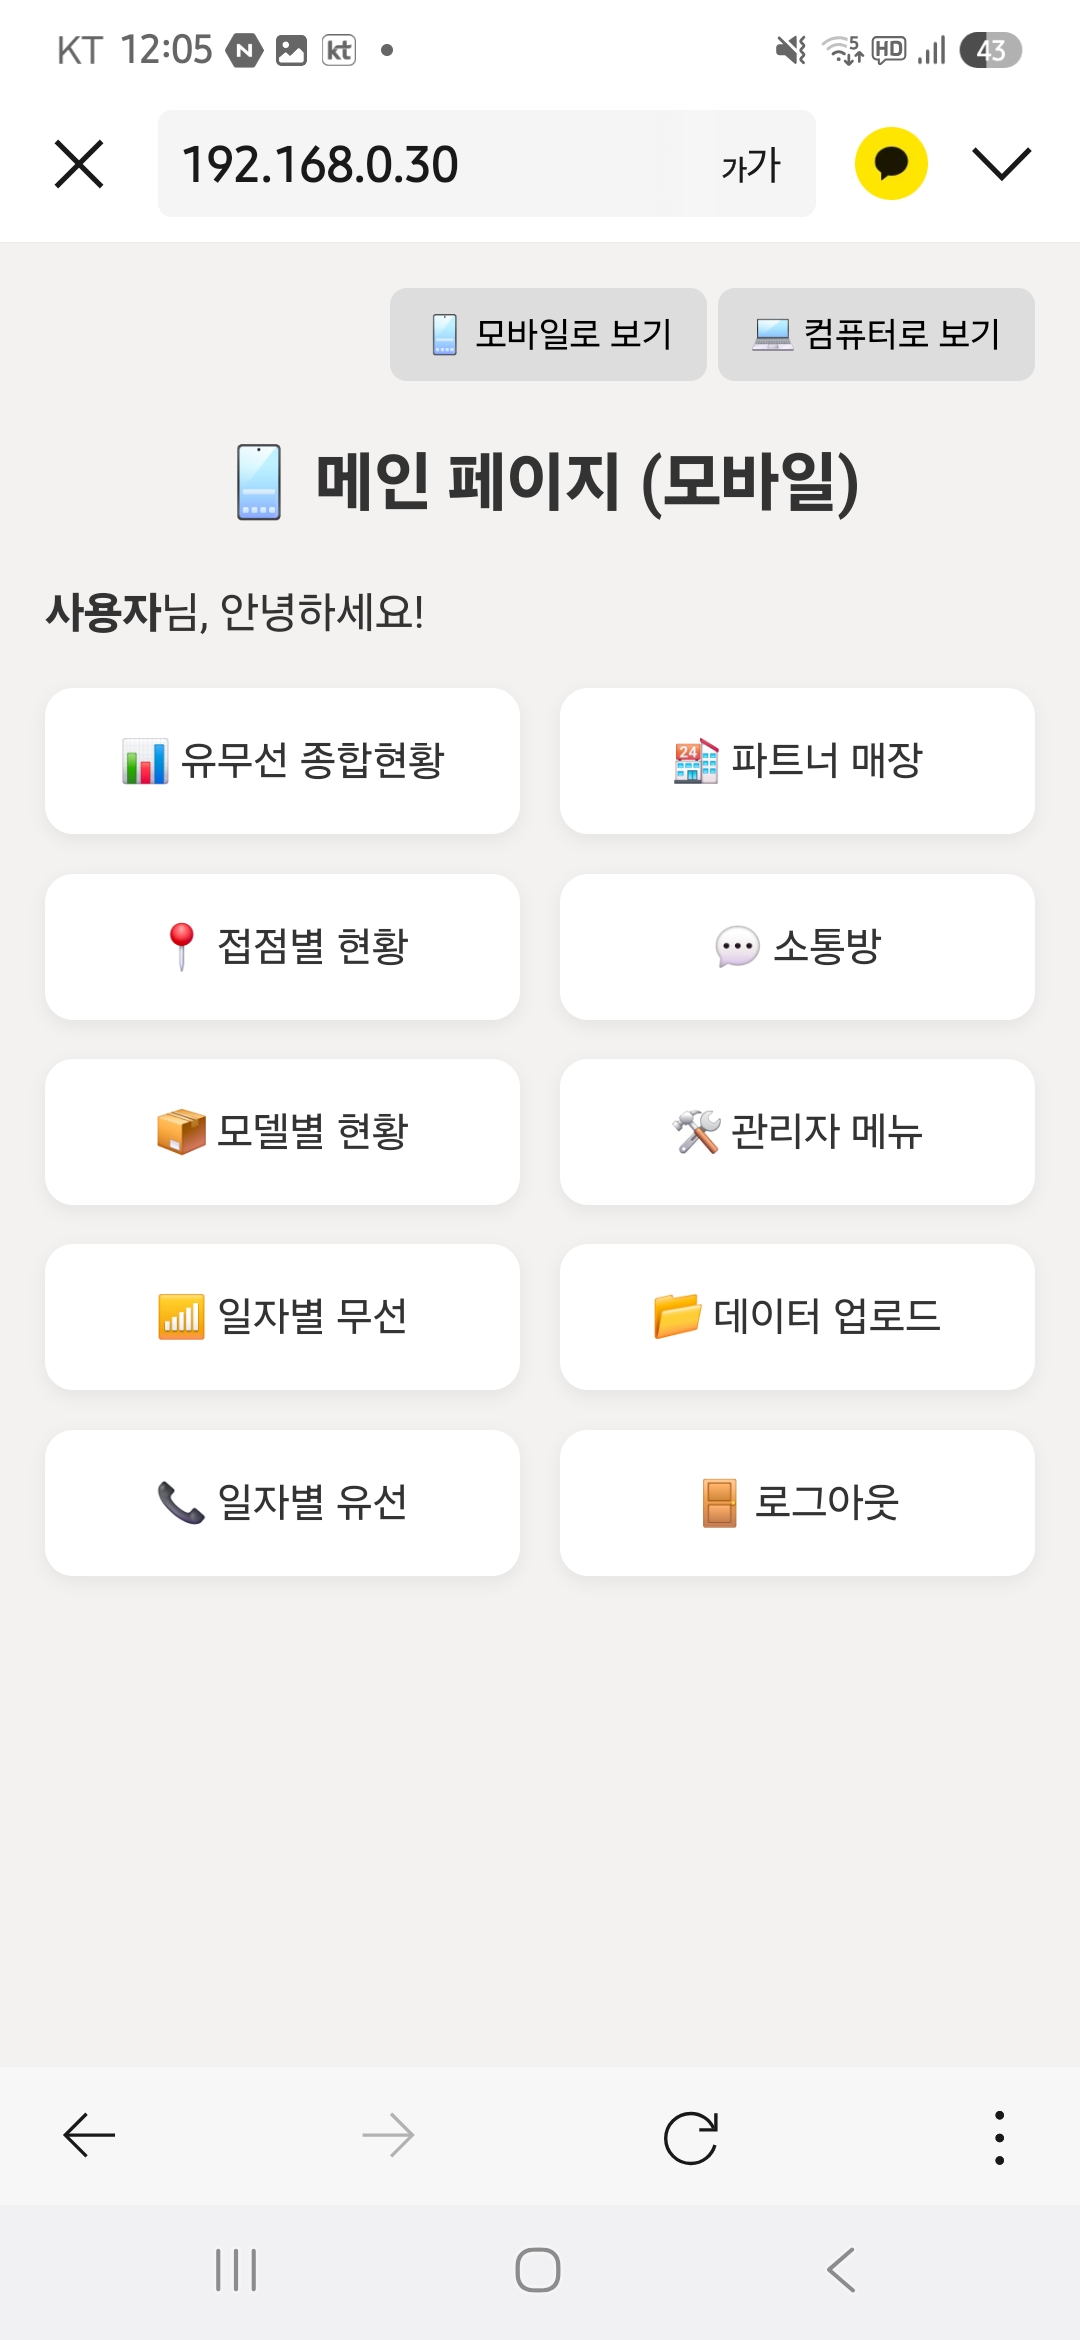 KT 12:05 N kt 5 HD 43
192.168.0.30 가가
모바일로 보기 컴퓨터로 보기
메인 페이지 (모바일)
사용자님, 안녕하세요!
유무선 종합현황 24 파트너 매장
접점별 현황 소통방
모델별 현황 관리자 메뉴
일자별 무선 데이터 업로드
일자별 유선 로그아웃